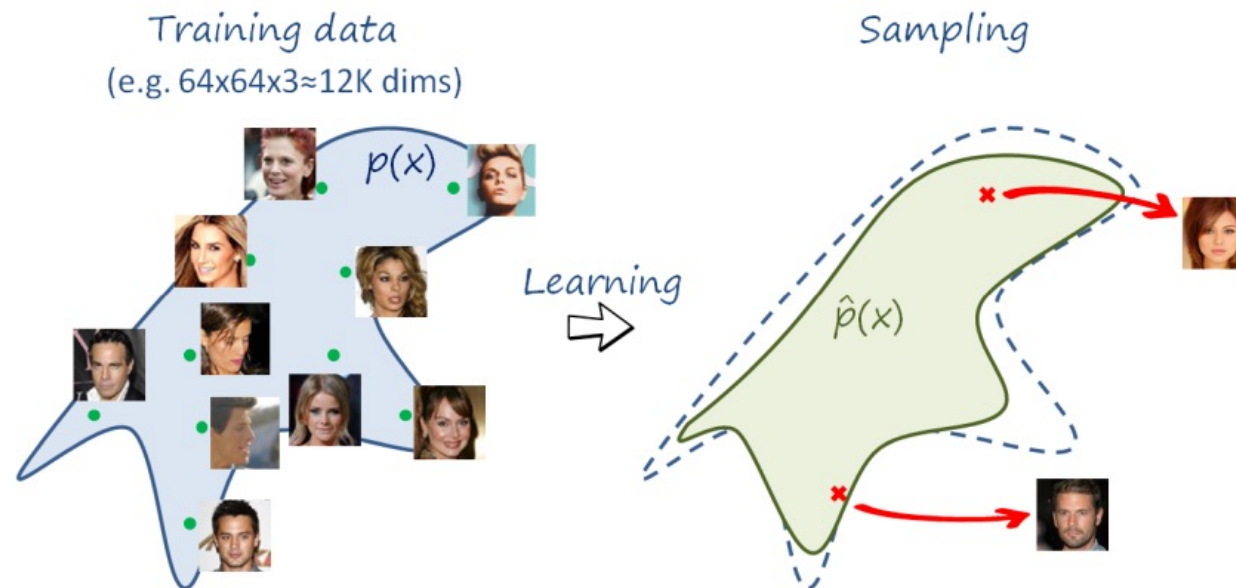 Training data
(e.g. 64x64x3≈12K dims)
p(x)
Learning
Sampling
p̂(x)